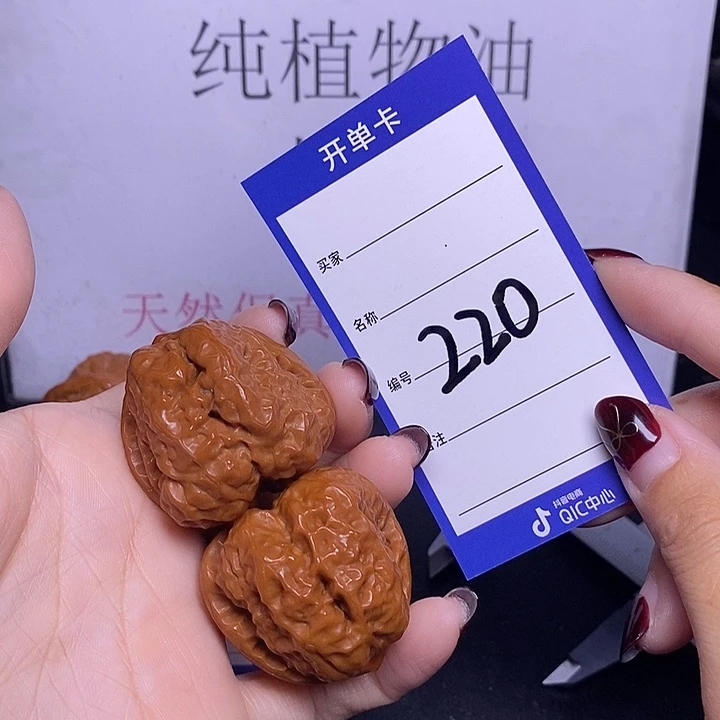 纯植物油
天然保真
开单卡
买家
名称
编号 220
注
抖音电商
QIC中心